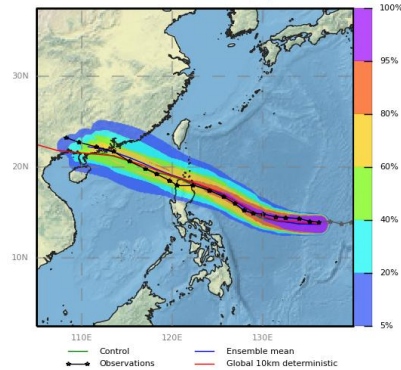 100%
95%
80%
60%
40%
20%
5%
30N
20N
10N
110E
120E
130E
Control
Ensemble mean
Observations
Global 10km deterministic